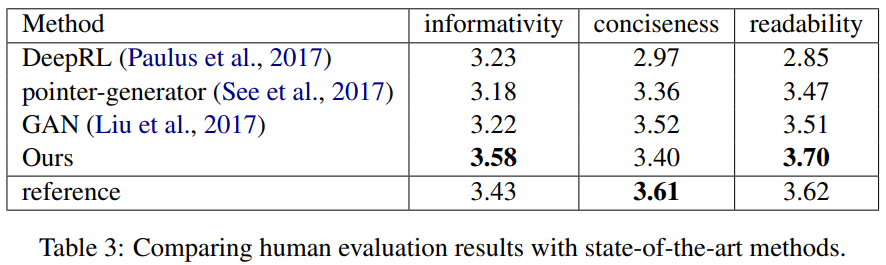 Method informativity conciseness readability
DeepRL (Paulus et al., 2017) 3.23 2.97 2.85
pointer-generator (See et al., 2017) 3.18 3.36 3.47
GAN (Liu et al., 2017) 3.22 3.52 3.51
Ours 3.58 3.40 3.70
reference 3.43 3.61 3.62
Table 3: Comparing human evaluation results with state-of-the-art methods.